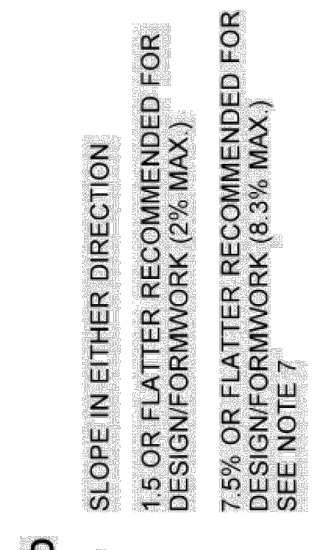 SLOPE IN EITHER DIRECTION
1.5 OR FLATTER RECOMMENDED FOR
DESIGN/FORMWORK (2% MAX.)
7.5% OR FLATTER RECOMMENDED FOR
DESIGN/FORMWORK (8.3% MAX.)
SEE NOTE 7